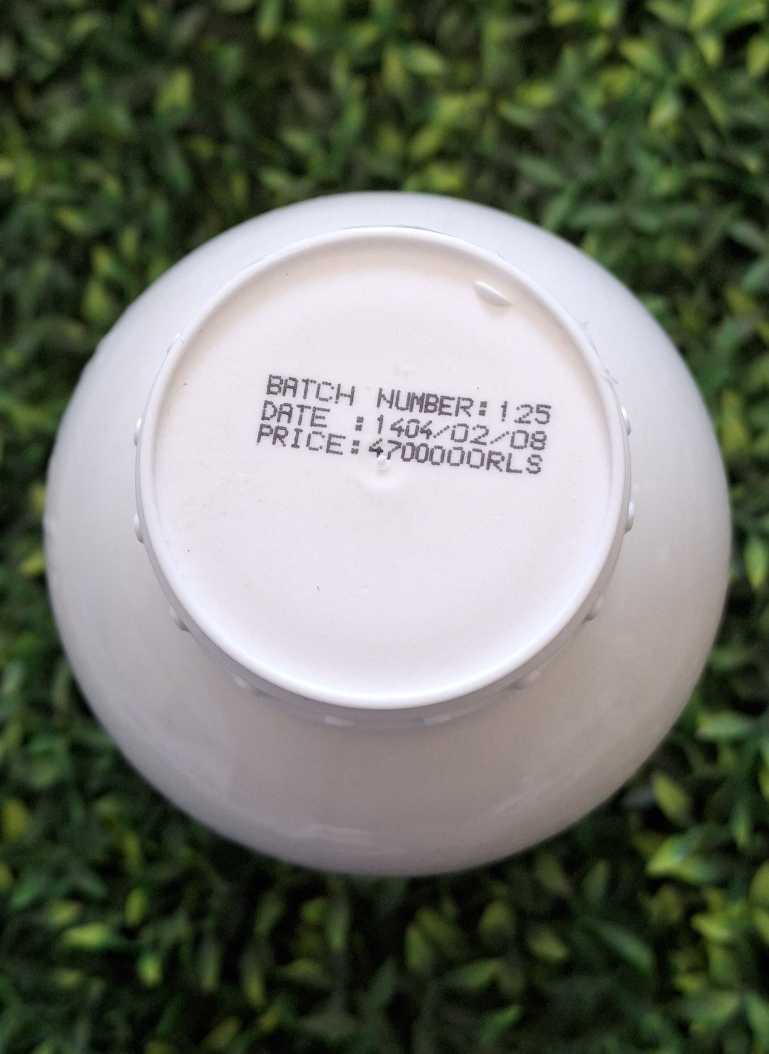 BATCH NUMBER:125
DATE :1404/02/08
PRICE:4700000RLS